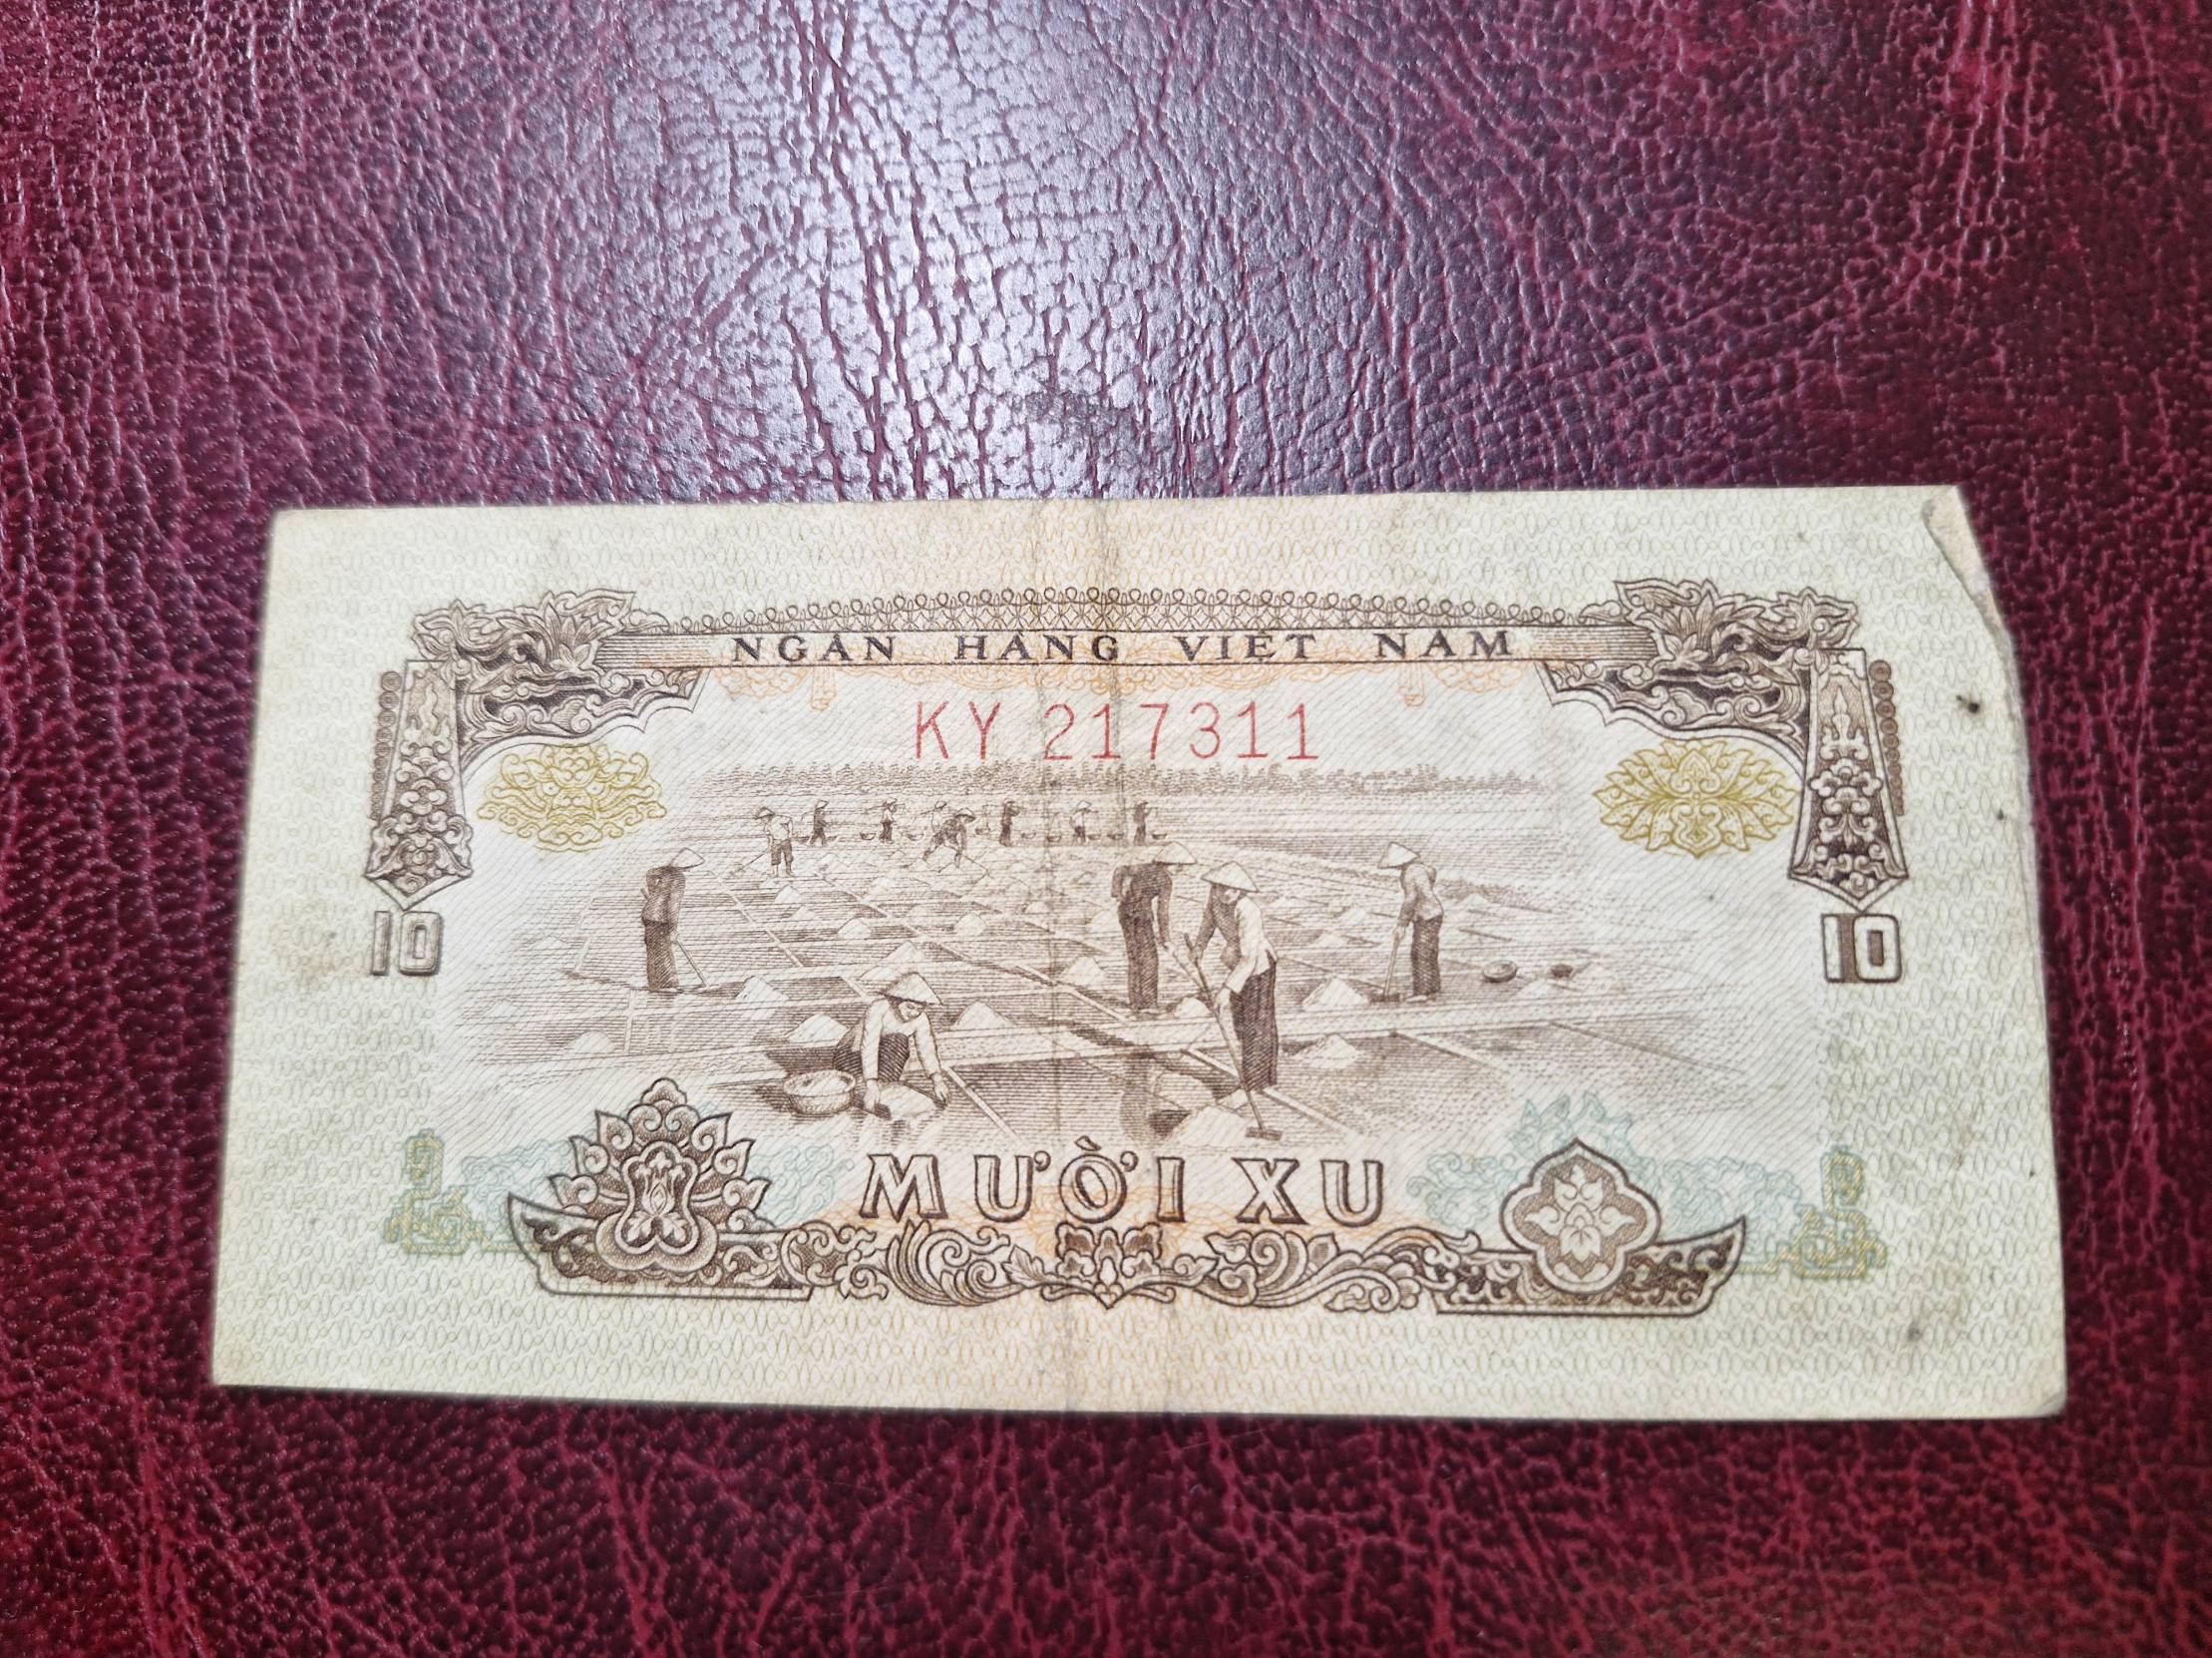 NGÂN HÀNG VIỆT NAM
KY 217311
10 10
MƯỜI XU